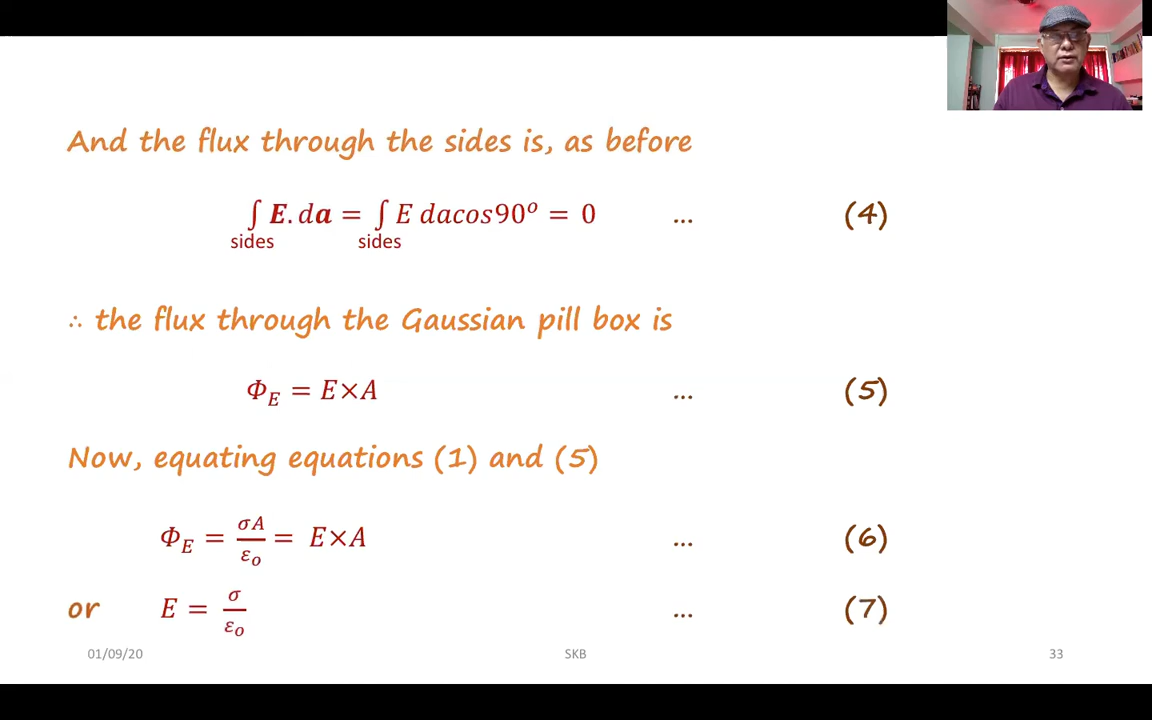 And the flux through the sides is, as before
∫ E.da = ∫ E dacos90° = 0 ... (4)
sides sides
∴ the flux through the Gaussian pill box is
Φ_E = E×A ... (5)
Now, equating equations (1) and (5)
Φ_E = σA/ε₀ = E×A ... (6)
or E = σ/ε₀ ... (7)
01/09/20 SKB 33